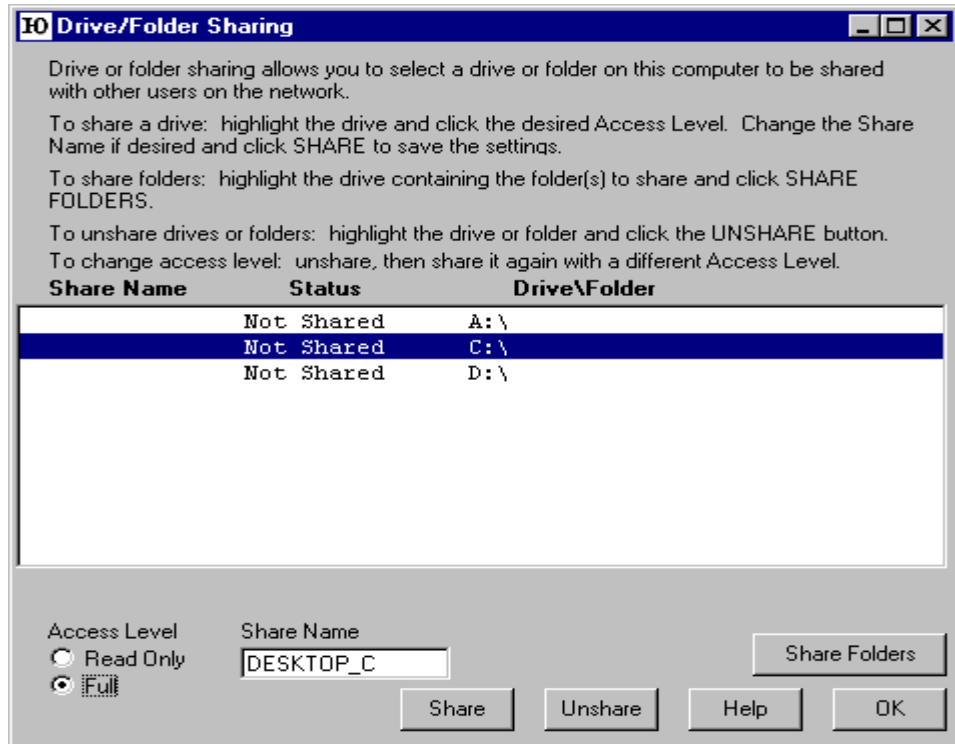 IO Drive/Folder Sharing
Drive or folder sharing allows you to select a drive or folder on this computer to be shared
with other users on the network.
To share a drive:  highlight the drive and click the desired Access Level.  Change the Share
Name if desired and click SHARE to save the settings.
To share folders:  highlight the drive containing the folder(s) to share and click SHARE
FOLDERS.
To unshare drives or folders:  highlight the drive or folder and click the UNSHARE button.
To change access level:  unshare, then share it again with a different Access Level.
Share Name Status Drive\Folder
Not Shared A:\
Not Shared C:\
Not Shared D:\
Access Level Share Name
Read Only DESKTOP_C Share Folders
Full
Share Unshare Help OK